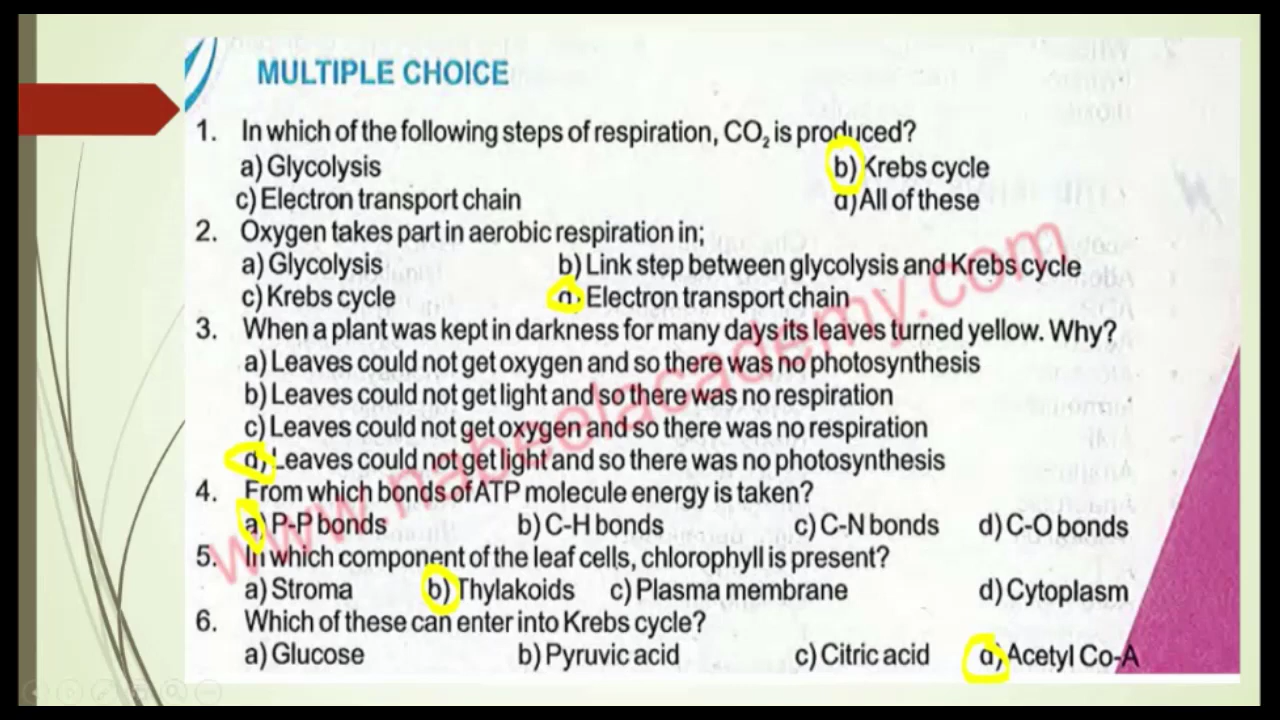 MULTIPLE CHOICE
1. In which of the following steps of respiration, CO₂ is produced?
a) Glycolysis b) Krebs cycle
c) Electron transport chain d) All of these
2. Oxygen takes part in aerobic respiration in;
a) Glycolysis b) Link step between glycolysis and Krebs cycle
c) Krebs cycle d) Electron transport chain
3. When a plant was kept in darkness for many days its leaves turned yellow. Why?
a) Leaves could not get oxygen and so there was no photosynthesis
b) Leaves could not get light and so there was no respiration
c) Leaves could not get oxygen and so there was no respiration
d) Leaves could not get light and so there was no photosynthesis
4. From which bonds of ATP molecule energy is taken?
a) P-P bonds b) C-H bonds c) C-N bonds d) C-O bonds
5. In which component of the leaf cells, chlorophyll is present?
a) Stroma b) Thylakoids c) Plasma membrane d) Cytoplasm
6. Which of these can enter into Krebs cycle?
a) Glucose b) Pyruvic acid c) Citric acid d) Acetyl Co-A
www.nabeelacademy.com